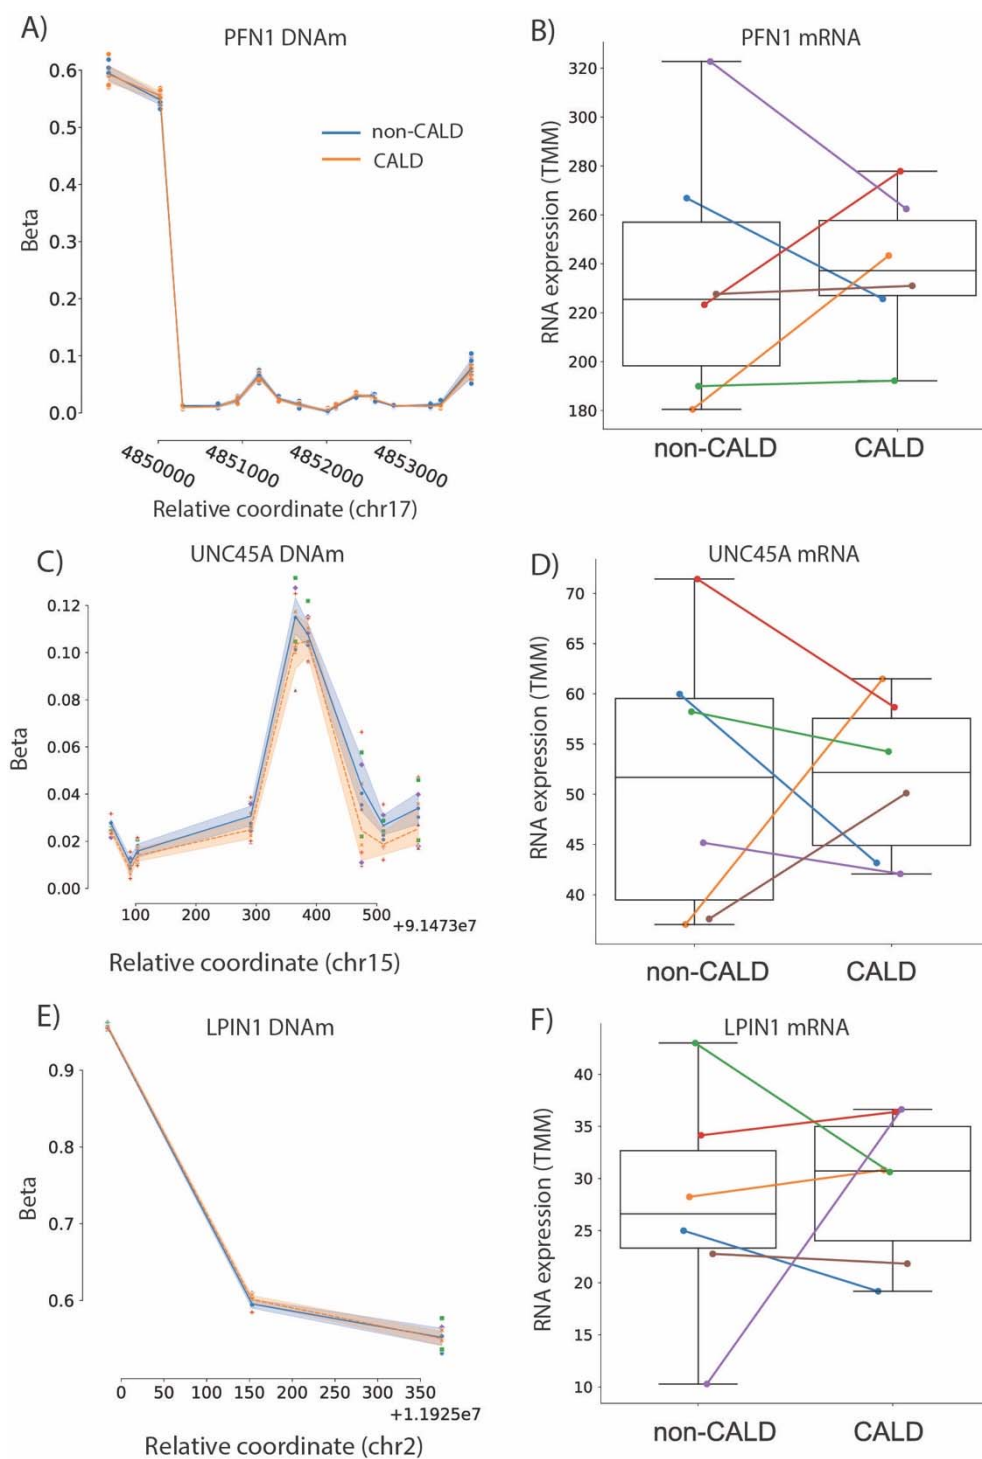 A)
PFN1 DNAm
0.6
0.5
0.4
0.3
0.2
0.1
0.0
Beta
non-CALD
CALD
4850000
4851000
4852000
4853000
Relative coordinate (chr17)
B)
PFN1 mRNA
320
280
260
240
220
200
180
RNA expression (TMM)
non-CALD
CALD
C)
UNC45A DNAm
0.12
0.10
0.08
0.06
0.04
0.02
0.00
Beta
100
290
300
400
500
+9.1473e7
Relative coordinate (chr15)
D)
UNC45A mRNA
70
65
60
55
50
45
40
RNA expression (TMM)
non-CALD
CALD
E)
LPIN1 DNAm
0.9
0.8
0.7
0.6
Beta
0
50
100
150
200
250
300
350
+1.1925e7
Relative coordinate (chr2)
F)
LPIN1 mRNA
40
35
30
25
20
15
10
RNA expression (TMM)
non-CALD
CALD